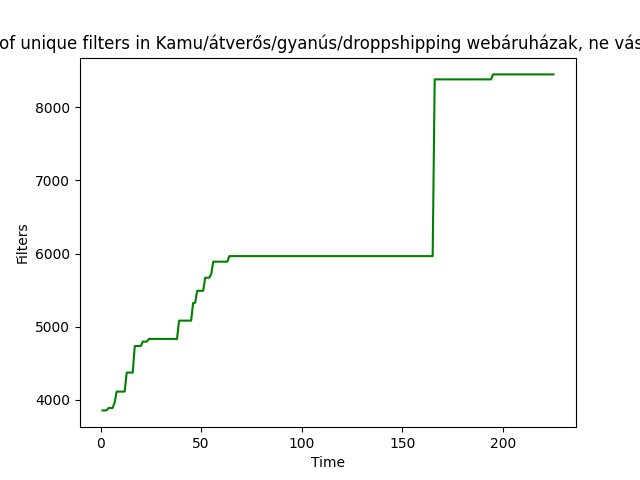 of unique filters in Kamu/átverős/gyanús/droppshipping webáruházak, ne vás
8000
7000
6000
5000
4000
Filters
0 50 100 150 200
Time